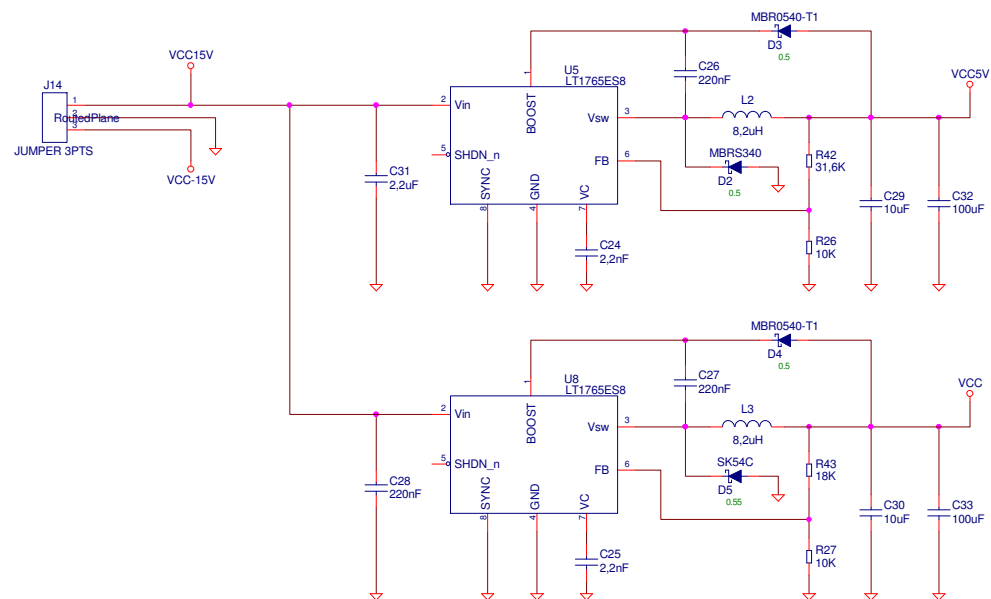 MBR0540-T1
D3
0.5
VCC15V
U5
LT1765ES8
C26
220nF
VCC5V
J14
1
2
3
RoutedPlane
JUMPER 3PTS
VCC-15V
1
2
Vin
BOOST
Vsw
3
L2
8,2uH
5
SHDN_n
FB
6
MBRS340
D2
0.5
R42
31,6K
C31
2,2uF
SYNC
GND
VC
8
4
7
C29
10uF
C32
100uF
C24
2,2nF
R26
10K
MBR0540-T1
D4
0.5
U8
LT1765ES8
C27
220nF
VCC
1
2
Vin
BOOST
Vsw
3
L3
8,2uH
5
SHDN_n
FB
6
SK54C
D5
0.55
R43
18K
C28
220nF
SYNC
GND
VC
8
4
7
C30
10uF
C33
100uF
C25
2,2nF
R27
10K